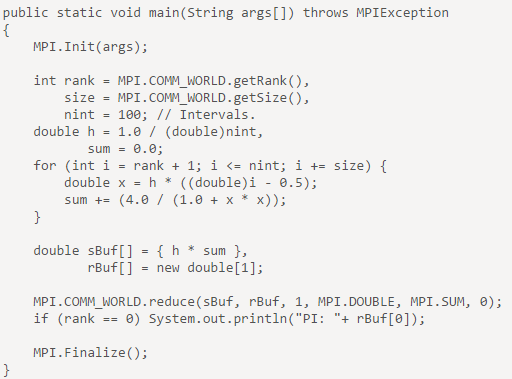 public static void main(String args[]) throws MPIException
{
    MPI.Init(args);

    int rank = MPI.COMM_WORLD.getRank(),
        size = MPI.COMM_WORLD.getSize(),
        nint = 100; // Intervals.
    double h = 1.0 / (double)nint,
           sum = 0.0;
    for (int i = rank + 1; i <= nint; i += size) {
        double x = h * ((double)i - 0.5);
        sum += (4.0 / (1.0 + x * x));
    }

    double sBuf[] = { h * sum },
           rBuf[] = new double[1];

    MPI.COMM_WORLD.reduce(sBuf, rBuf, 1, MPI.DOUBLE, MPI.SUM, 0);
    if (rank == 0) System.out.println("PI: "+ rBuf[0]);

    MPI.Finalize();
}